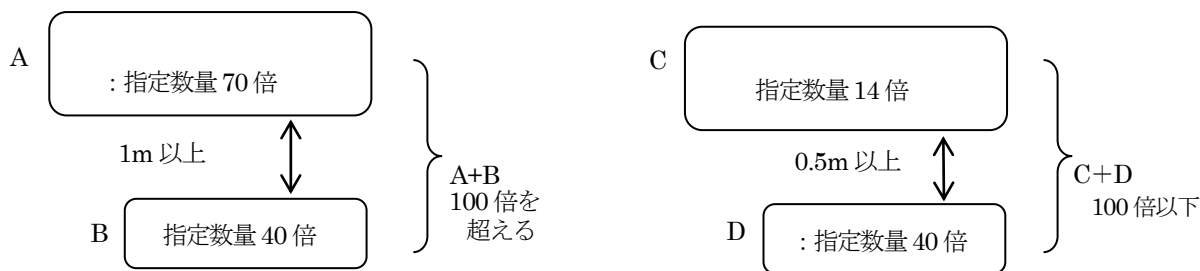 A
：指定数量 70 倍
1m 以上
B
指定数量 40 倍
A+B
100 倍を
超える
C
指定数量 14 倍
0.5m 以上
D
：指定数量 40 倍
C＋D
100 倍以下